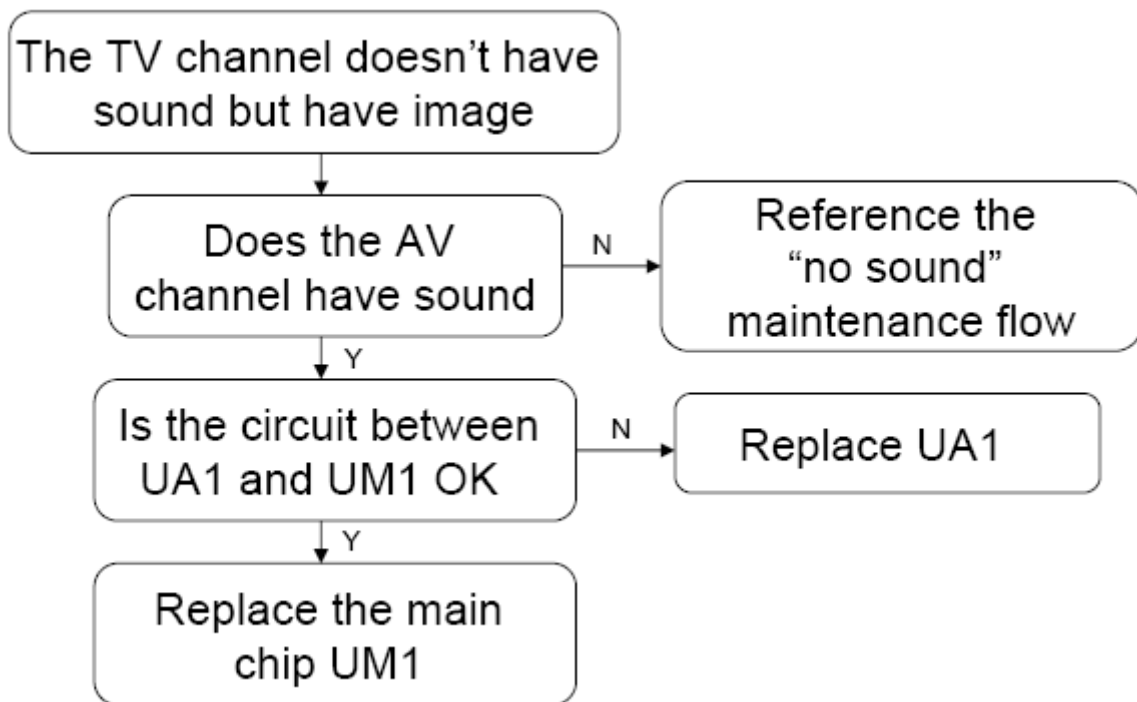 The TV channel doesn’t have
sound but have image
Does the AV
channel have sound
N
Reference the
“no sound”
maintenance flow
Y
Is the circuit between
UA1 and UM1 OK
N
Replace UA1
Y
Replace the main
chip UM1